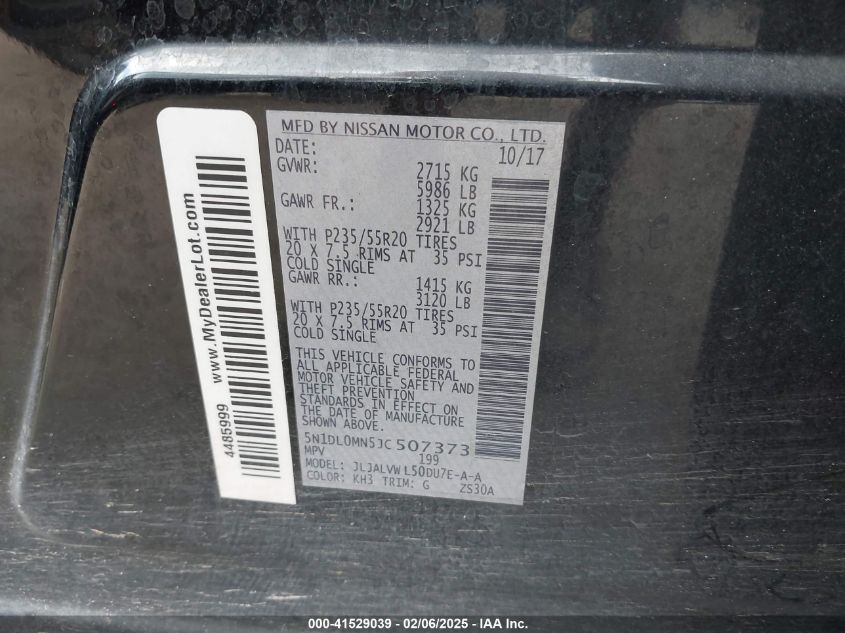 www.MyDealerLot.com
4485999
MFD BY NISSAN MOTOR CO., LTD.
DATE: 10/17
GVWR: 2715 KG
5986 LB
GAWR FR.: 1325 KG
2921 LB
WITH P235/55R20 TIRES
20 X 7.5 RIMS AT 35 PSI
COLD SINGLE
GAWR RR.: 1415 KG
3120 LB
WITH P235/55R20 TIRES
20 X 7.5 RIMS AT 35 PSI
COLD SINGLE
THIS VEHICLE CONFORMS TO
ALL APPLICABLE FEDERAL
MOTOR VEHICLE SAFETY AND
THEFT PREVENTION
STANDARDS IN EFFECT ON
THE DATE OF MANUFACTURE
SHOWN ABOVE.
5N1DL0MN5JC507373
MPV 199
MODEL: JLJALVWL50DU7E-A-A
COLOR: KH3 TRIM: G ZS30A
000-41529039 - 02/06/2025 - IAA Inc.